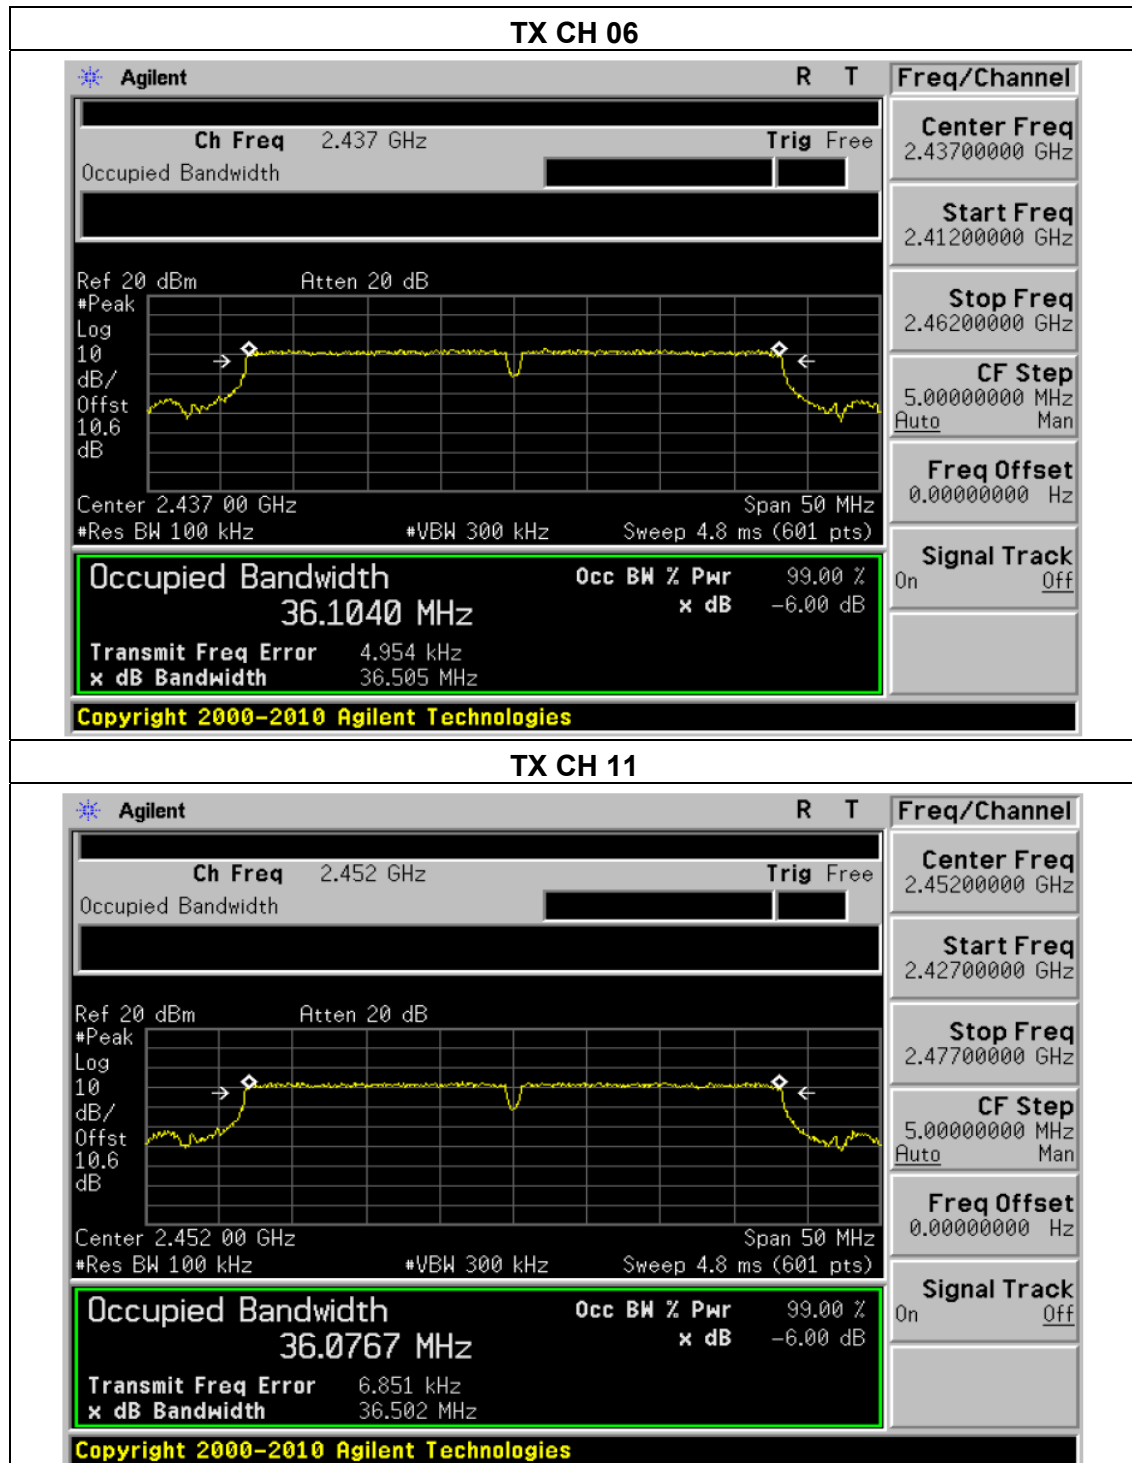 TX CH 06
Agilent R T Freq/Channel
Ch Freq 2.437 GHz Trig Free
Occupied Bandwidth
Center Freq
2.43700000 GHz
Start Freq
2.41200000 GHz
Stop Freq
2.46200000 GHz
CF Step
5.00000000 MHz
Auto Man
Freq Offset
0.00000000 Hz
Signal Track
On Off
Ref 20 dBm Atten 20 dB
#Peak
Log
10
dB/
Offst
10.6
dB
Center 2.437 00 GHz Span 50 MHz
#Res BW 100 kHz #VBW 300 kHz Sweep 4.8 ms (601 pts)
Occupied Bandwidth Occ BW % Pwr 99.00 %
36.1040 MHz x dB -6.00 dB
Transmit Freq Error 4.954 kHz
x dB Bandwidth 36.505 MHz
Copyright 2000-2010 Agilent Technologies
TX CH 11
Agilent R T Freq/Channel
Ch Freq 2.452 GHz Trig Free
Occupied Bandwidth
Center Freq
2.45200000 GHz
Start Freq
2.42700000 GHz
Stop Freq
2.47700000 GHz
CF Step
5.00000000 MHz
Auto Man
Freq Offset
0.00000000 Hz
Signal Track
On Off
Ref 20 dBm Atten 20 dB
#Peak
Log
10
dB/
Offst
10.6
dB
Center 2.452 00 GHz Span 50 MHz
#Res BW 100 kHz #VBW 300 kHz Sweep 4.8 ms (601 pts)
Occupied Bandwidth Occ BW % Pwr 99.00 %
36.0767 MHz x dB -6.00 dB
Transmit Freq Error 6.851 kHz
x dB Bandwidth 36.502 MHz
Copyright 2000-2010 Agilent Technologies